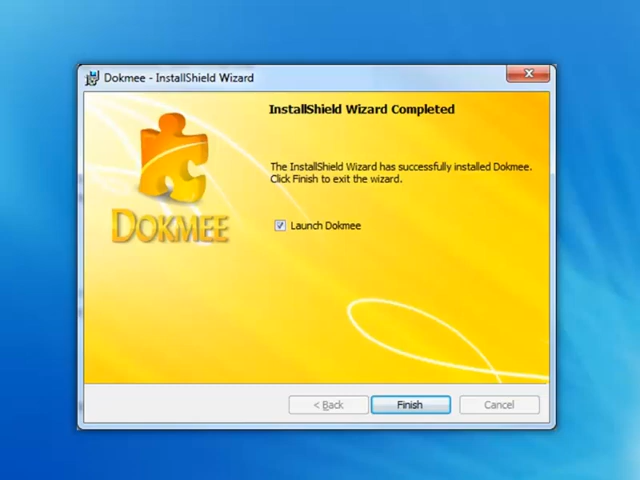 Dokmee - InstallShield Wizard
InstallShield Wizard Completed
The InstallShield Wizard has successfully installed Dokmee.
Click Finish to exit the wizard.
DOKMEE
Launch Dokmee
< Back
Finish
Cancel